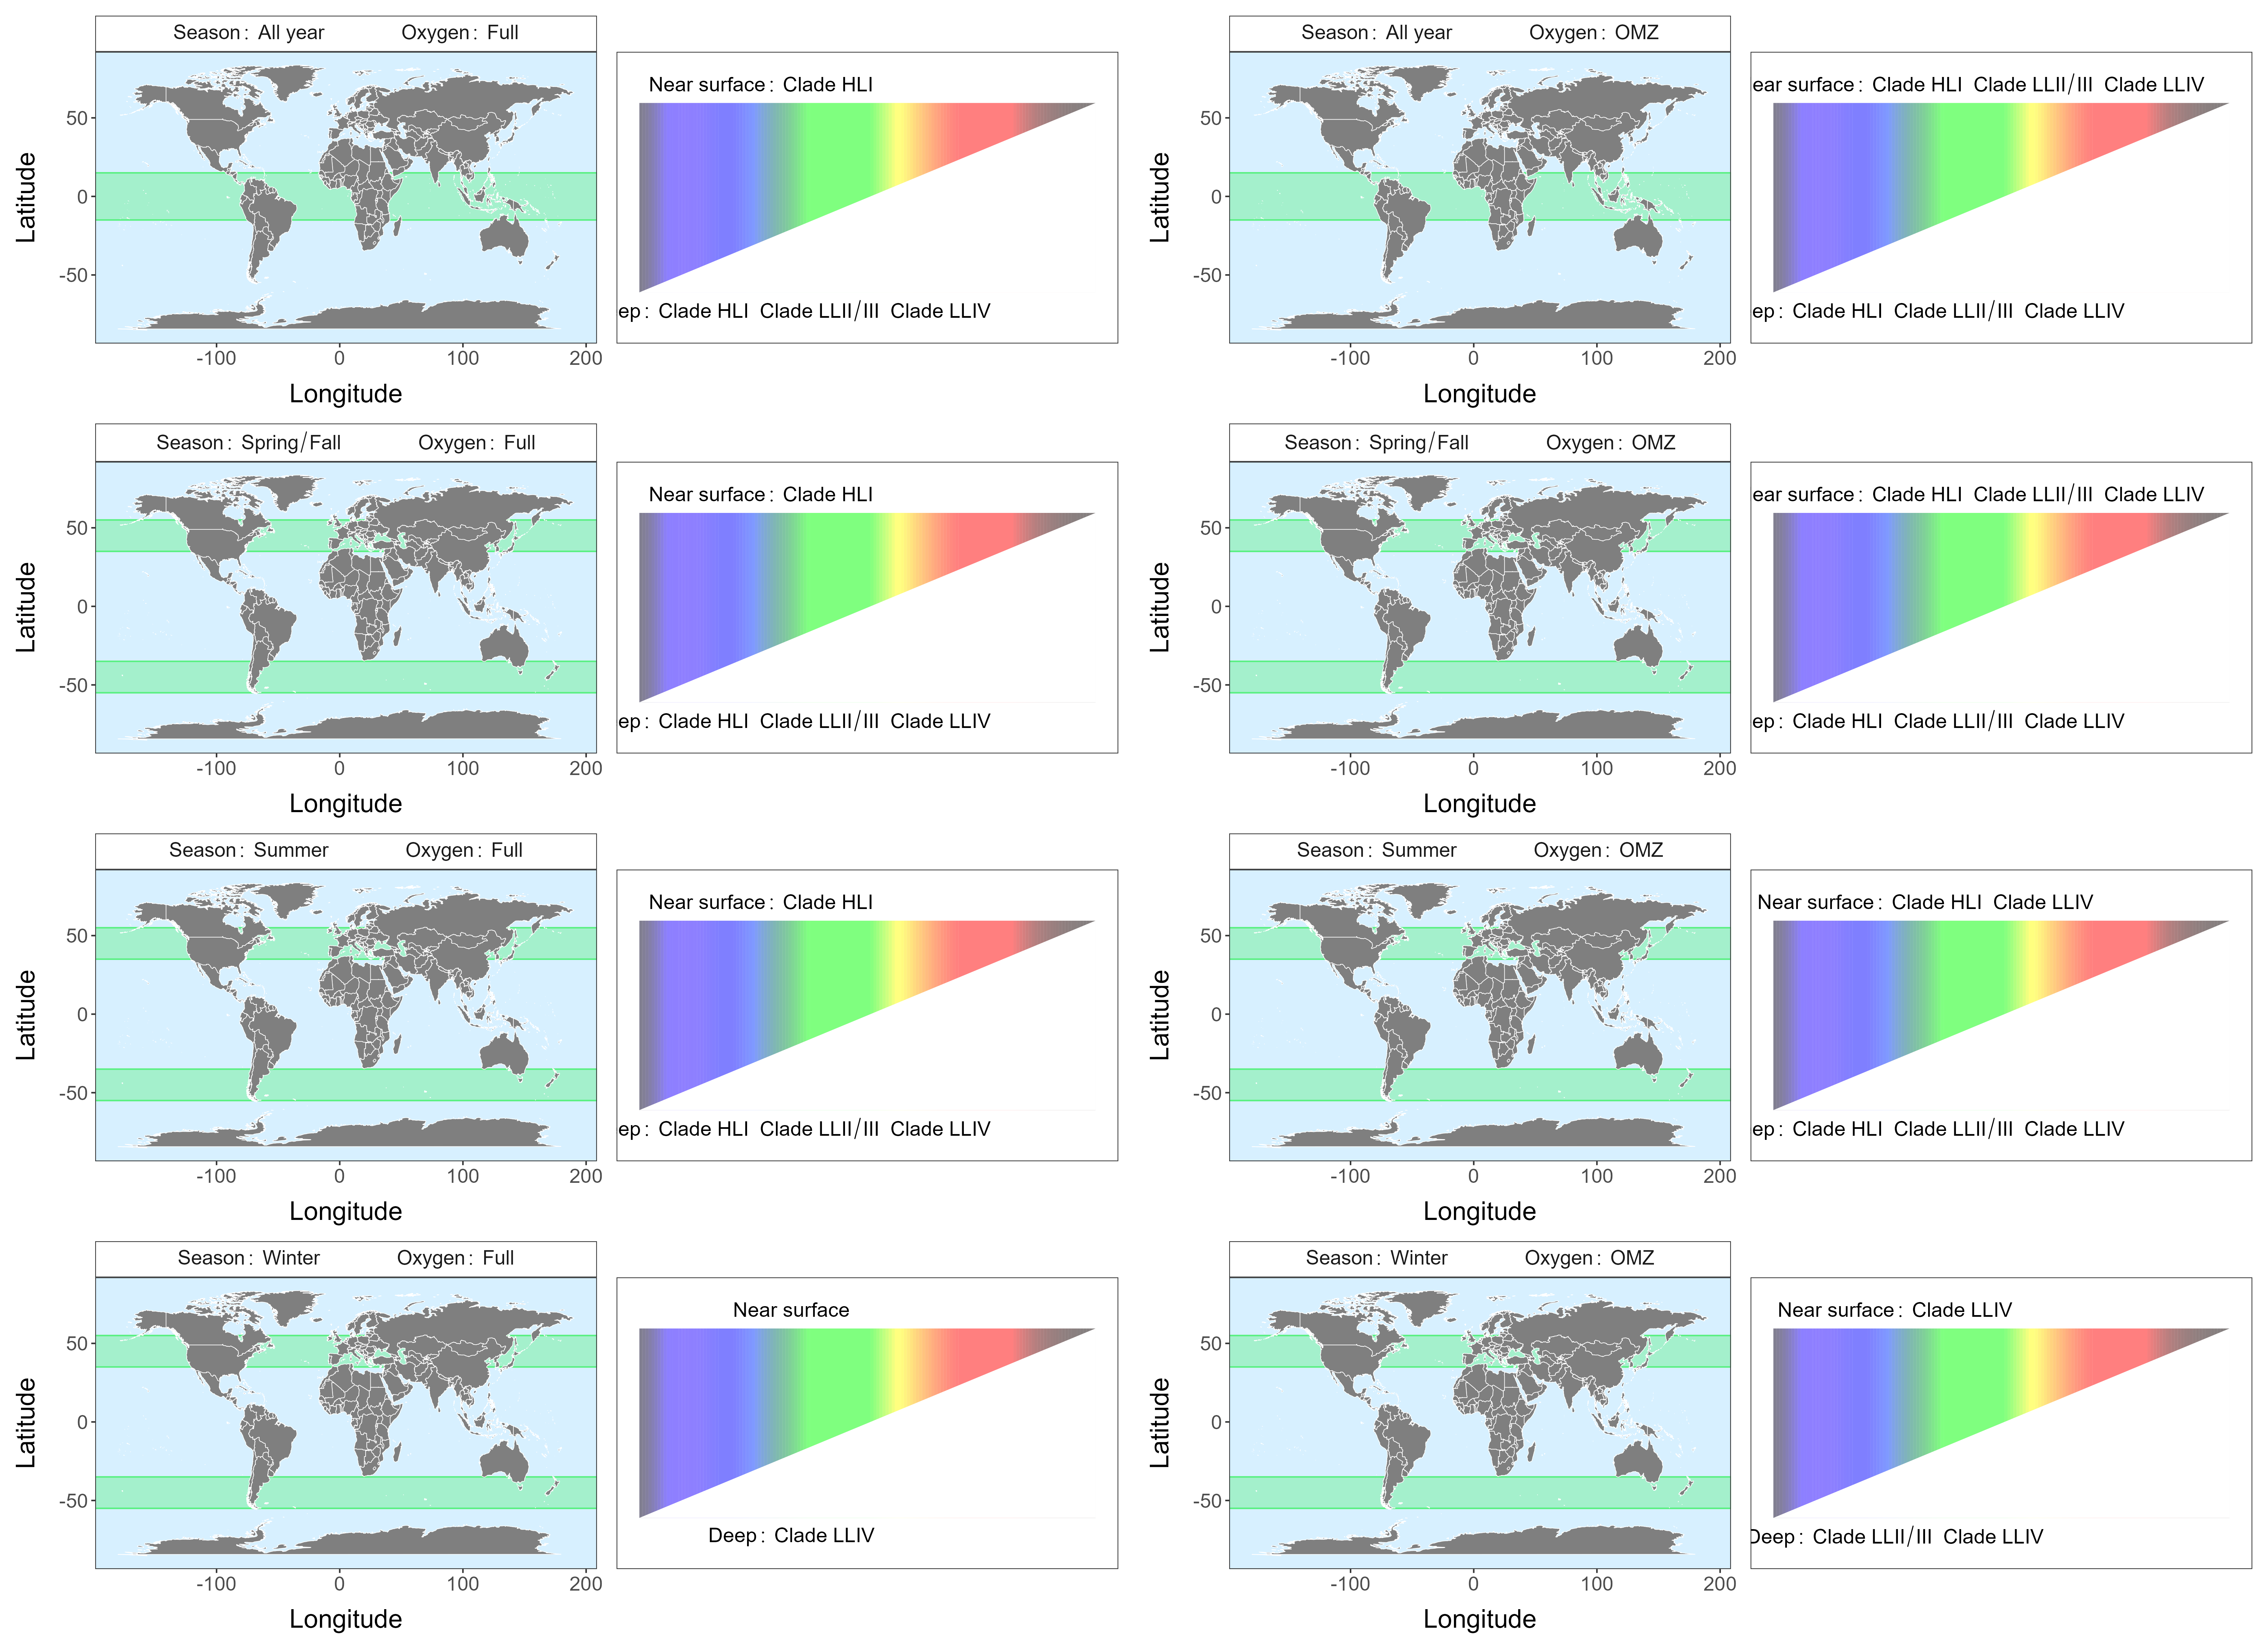 Season: All year Oxygen: Full
Near surface: Clade HLI
ep: Clade HLI Clade LLII/III Clade LLIV
50
0
-50
-100 0 100 200
Latitude
Longitude
Season: All year Oxygen: OMZ
ear surface: Clade HLI Clade LLII/III Clade LLIV
ep: Clade HLI Clade LLII/III Clade LLIV
50
0
-50
-100 0 100 200
Latitude
Longitude
Season: Spring/Fall Oxygen: Full
Near surface: Clade HLI
ep: Clade HLI Clade LLII/III Clade LLIV
50
0
-50
-100 0 100 200
Latitude
Longitude
Season: Spring/Fall Oxygen: OMZ
ear surface: Clade HLI Clade LLII/III Clade LLIV
ep: Clade HLI Clade LLII/III Clade LLIV
50
0
-50
-100 0 100 200
Latitude
Longitude
Season: Summer Oxygen: Full
Near surface: Clade HLI
ep: Clade HLI Clade LLII/III Clade LLIV
50
0
-50
-100 0 100 200
Latitude
Longitude
Season: Summer Oxygen: OMZ
Near surface: Clade HLI Clade LLIV
ep: Clade HLI Clade LLII/III Clade LLIV
50
0
-50
-100 0 100 200
Latitude
Longitude
Season: Winter Oxygen: Full
Near surface
Deep: Clade LLIV
50
0
-50
-100 0 100 200
Latitude
Longitude
Season: Winter Oxygen: OMZ
Near surface: Clade LLIV
Deep: Clade LLII/III Clade LLIV
50
0
-50
-100 0 100 200
Latitude
Longitude